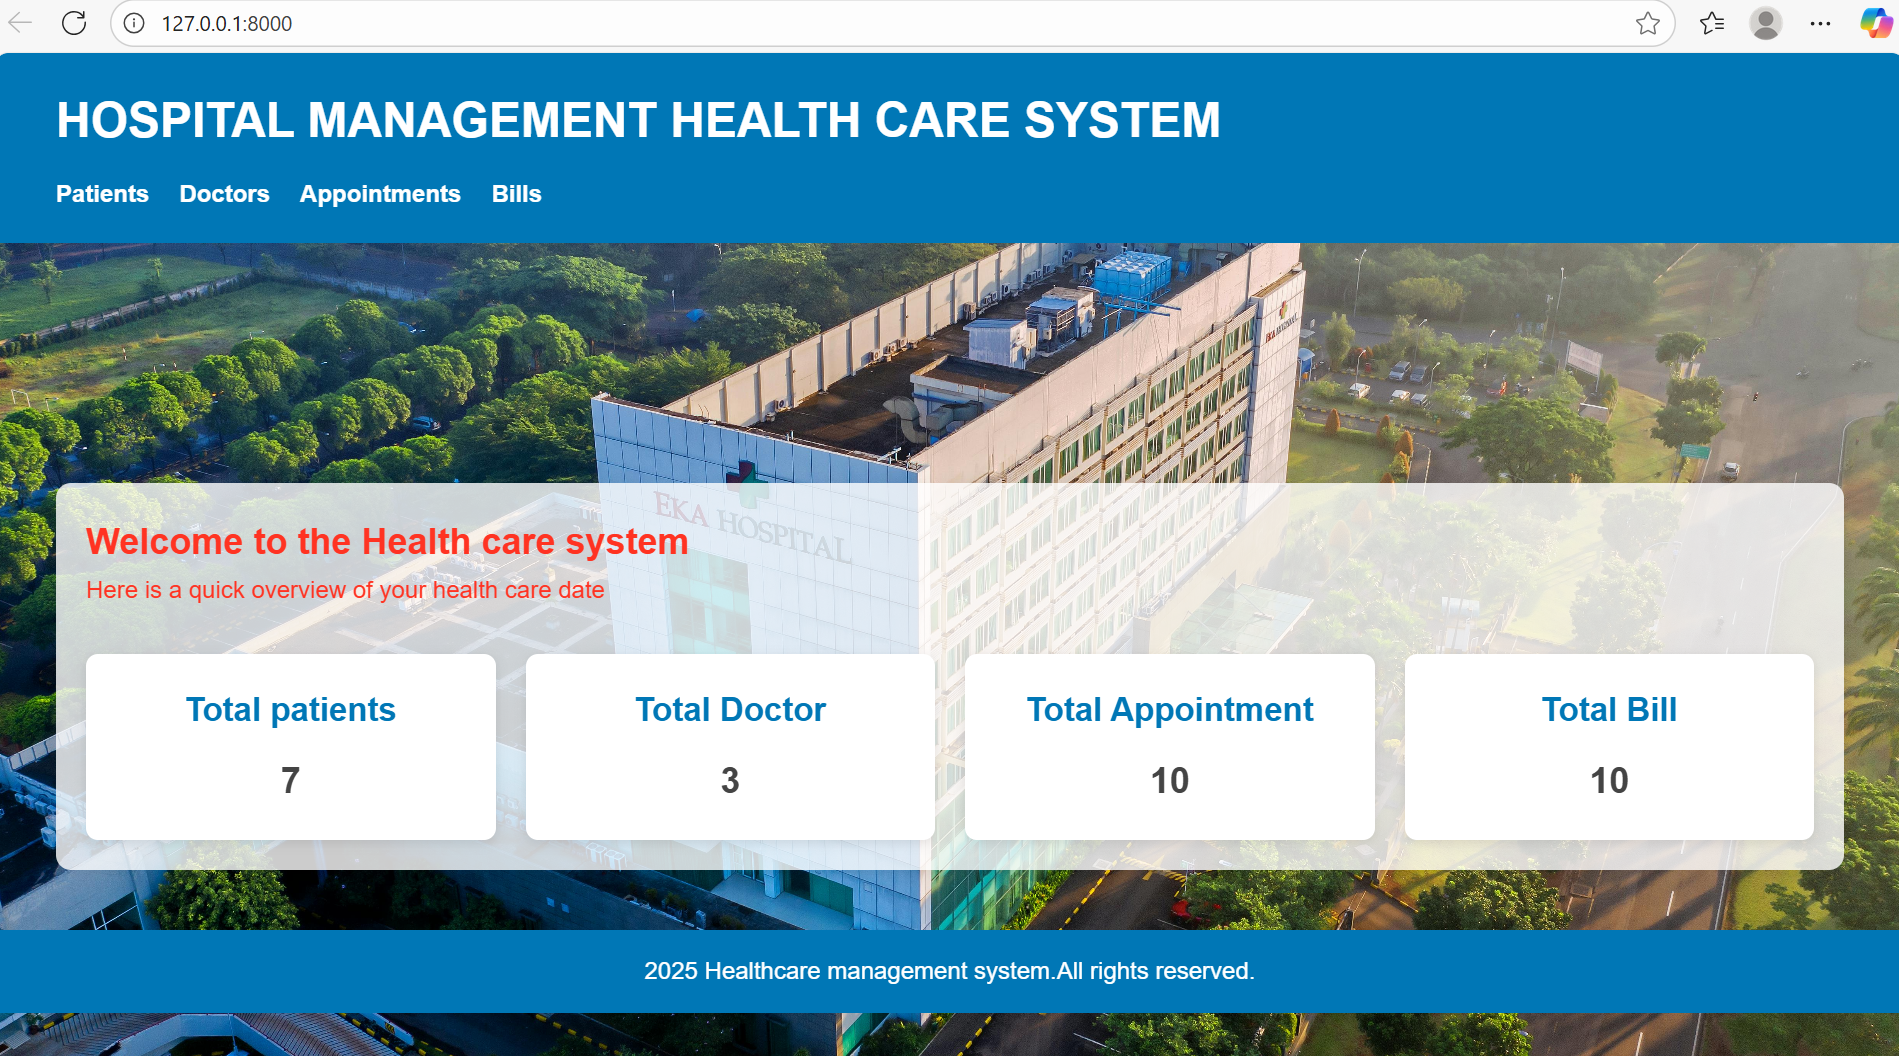 127.0.0.1:8000
HOSPITAL MANAGEMENT HEALTH CARE SYSTEM
Patients Doctors Appointments Bills
EKA HOSPITAL
Welcome to the Health care system
Here is a quick overview of your health care date
Total patients Total Doctor Total Appointment Total Bill
7 3 10 10
2025 Healthcare management system.All rights reserved.